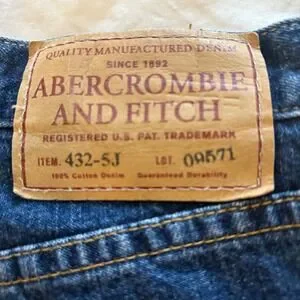 QUALITY MANUFACTURED DENIM
SINCE 1892
ABERCROMBIE
AND FITCH
REGISTERED U.S. PAT. TRADEMARK
ITEM. 432-5J LOT. 09571
100% Cotton Denim Guaranteed Durability